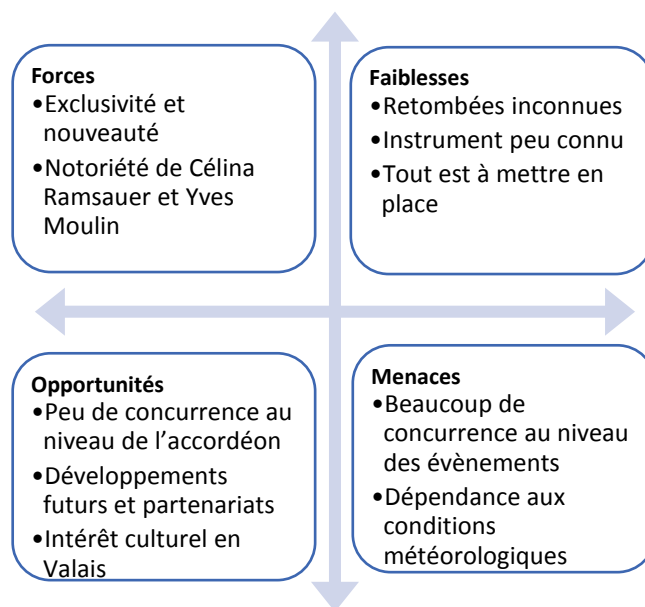 Forces
•Exclusivité et
nouveauté
•Notoriété de Célina
Ramsauer et Yves
Moulin
Faiblesses
•Retombées inconnues
•Instrument peu connu
•Tout est à mettre en
place
Opportunités
•Peu de concurrence au
niveau de l’accordéon
•Développements
futurs et partenariats
•Intérêt culturel en
Valais
Menaces
•Beaucoup de
concurrence au niveau
des évènements
•Dépendance aux
conditions
météorologiques